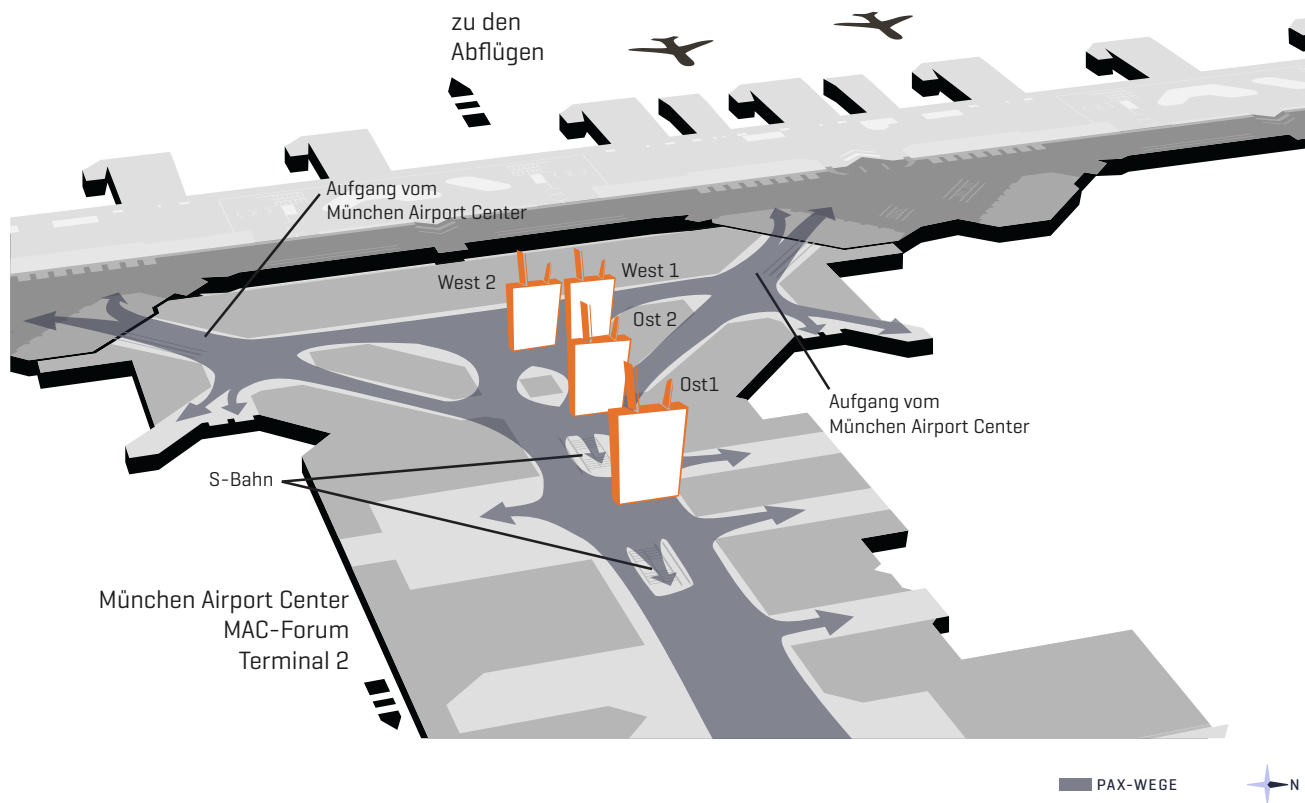 zu den
Abflügen
Aufgang vom
München Airport Center
West 2
West 1
Ost 2
Ost1
Aufgang vom
München Airport Center
S-Bahn
München Airport Center
MAC-Forum
Terminal 2
PAX-WEGE
N